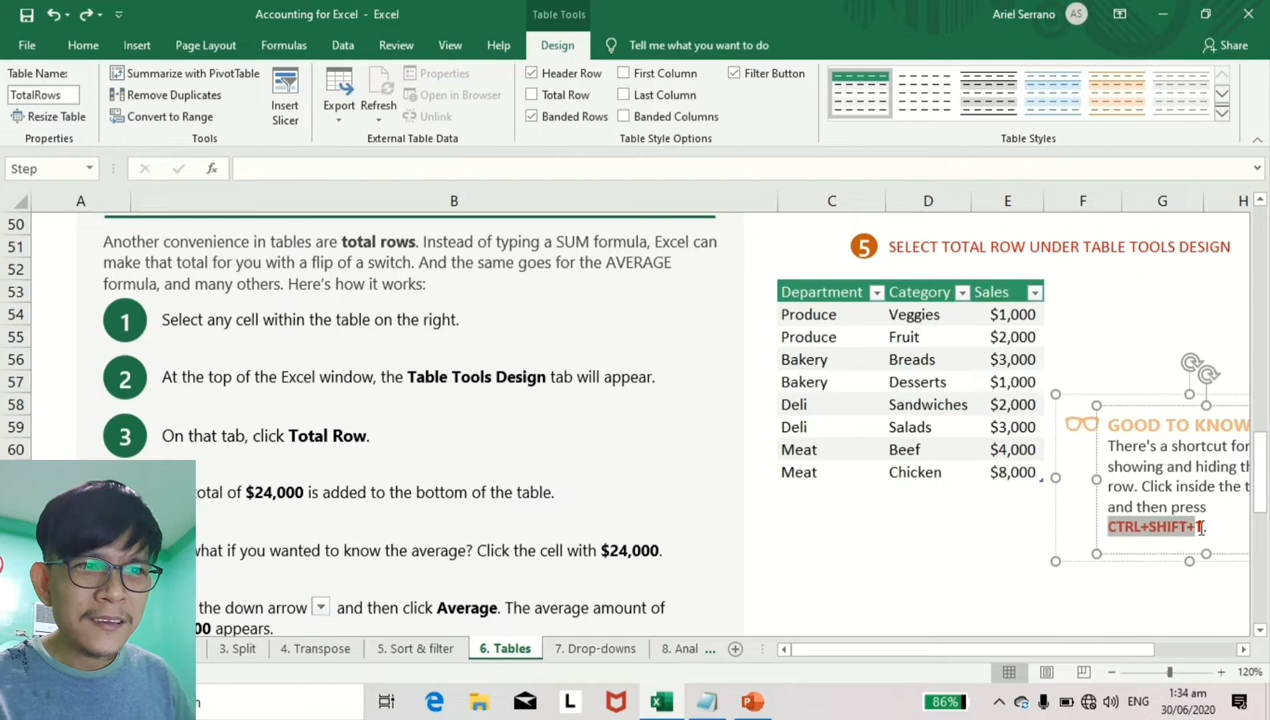 Accounting for Excel - Excel
Table Tools
Ariel Serrano
AS
File
Home
Insert
Page Layout
Formulas
Data
Review
View
Help
Design
Tell me what you want to do
Share
Table Name:
TotalRows
Resize Table
Properties
Summarize with PivotTable
Remove Duplicates
Convert to Range
Tools
Insert
Slicer
Export
Refresh
Properties
Open in Browser
Unlink
External Table Data
Header Row
First Column
Filter Button
Total Row
Last Column
Banded Rows
Banded Columns
Table Style Options
Table Styles
Step
fx
A
B
C
D
E
F
G
H
50
51
52
53
54
55
56
57
58
59
60
Another convenience in tables are total rows. Instead of typing a SUM formula, Excel can
make that total for you with a flip of a switch. And the same goes for the AVERAGE
formula, and many others. Here's how it works:
1
Select any cell within the table on the right.
2
At the top of the Excel window, the Table Tools Design tab will appear.
3
On that tab, click Total Row.
otal of $24,000 is added to the bottom of the table.
what if you wanted to know the average? Click the cell with $24,000.
the down arrow and then click Average. The average amount of
00 appears.
5 SELECT TOTAL ROW UNDER TABLE TOOLS DESIGN
Department Category Sales
Produce Veggies $1,000
Produce Fruit $2,000
Bakery Breads $3,000
Bakery Desserts $1,000
Deli Sandwiches $2,000
Deli Salads $3,000
Meat Beef $4,000
Meat Chicken $8,000
GOOD TO KNOW
There's a shortcut for
showing and hiding th
row. Click inside the t
and then press
CTRL+SHIFT+T.
3. Split
4. Transpose
5. Sort & filter
6. Tables
7. Drop-downs
8. Anal ...
120%
L
86%
ENG
1:34 am
30/06/2020